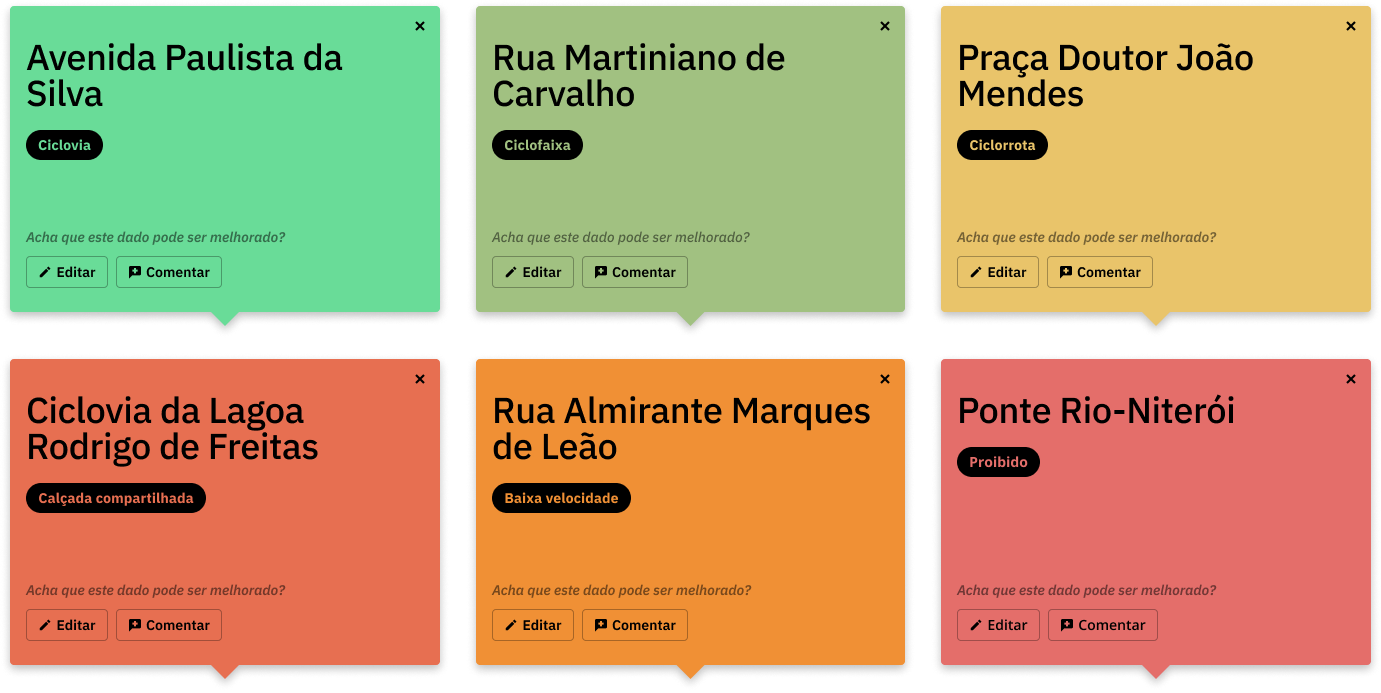 Avenida Paulista da
Silva
Ciclovia
Acha que este dado pode ser melhorado?
Editar Comentar
Rua Martiniano de
Carvalho
Ciclofaixa
Acha que este dado pode ser melhorado?
Editar Comentar
Praça Doutor João
Mendes
Ciclorrota
Acha que este dado pode ser melhorado?
Editar Comentar
Ciclovia da Lagoa
Rodrigo de Freitas
Calçada compartilhada
Acha que este dado pode ser melhorado?
Editar Comentar
Rua Almirante Marques
de Leão
Baixa velocidade
Acha que este dado pode ser melhorado?
Editar Comentar
Ponte Rio-Niterói
Proibido
Acha que este dado pode ser melhorado?
Editar Comentar